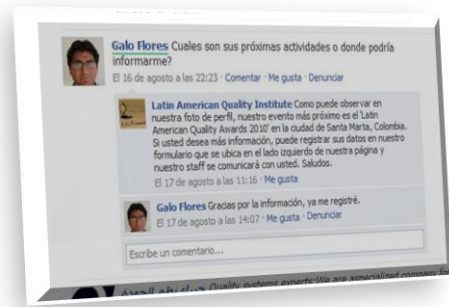 Galo Flores Cuales son sus próximas actividades o donde podría
informarme?
El 16 de agosto a las 22:23 · Comentar · Me gusta · Denunciar
Latin American Quality Institute Como puede observar en
nuestra foto de perfil, nuestro evento más próximo es el 'Latin
American Quality Awards 2010' en la ciudad de Santa Marta, Colombia.
Si usted desea más información, puede registrar sus datos en nuestro
formulario que se ubica en el lado izquierdo de nuestra página y
nuestro staff se comunicará con usted. Saludos.
El 17 de agosto a las 11:16 · Me gusta
Galo Flores Gracias por la información, ya me registré.
El 17 de agosto a las 14:07 · Me gusta · Denunciar
Escribe un comentario...
Quality systems experts: We are aspecialized company for